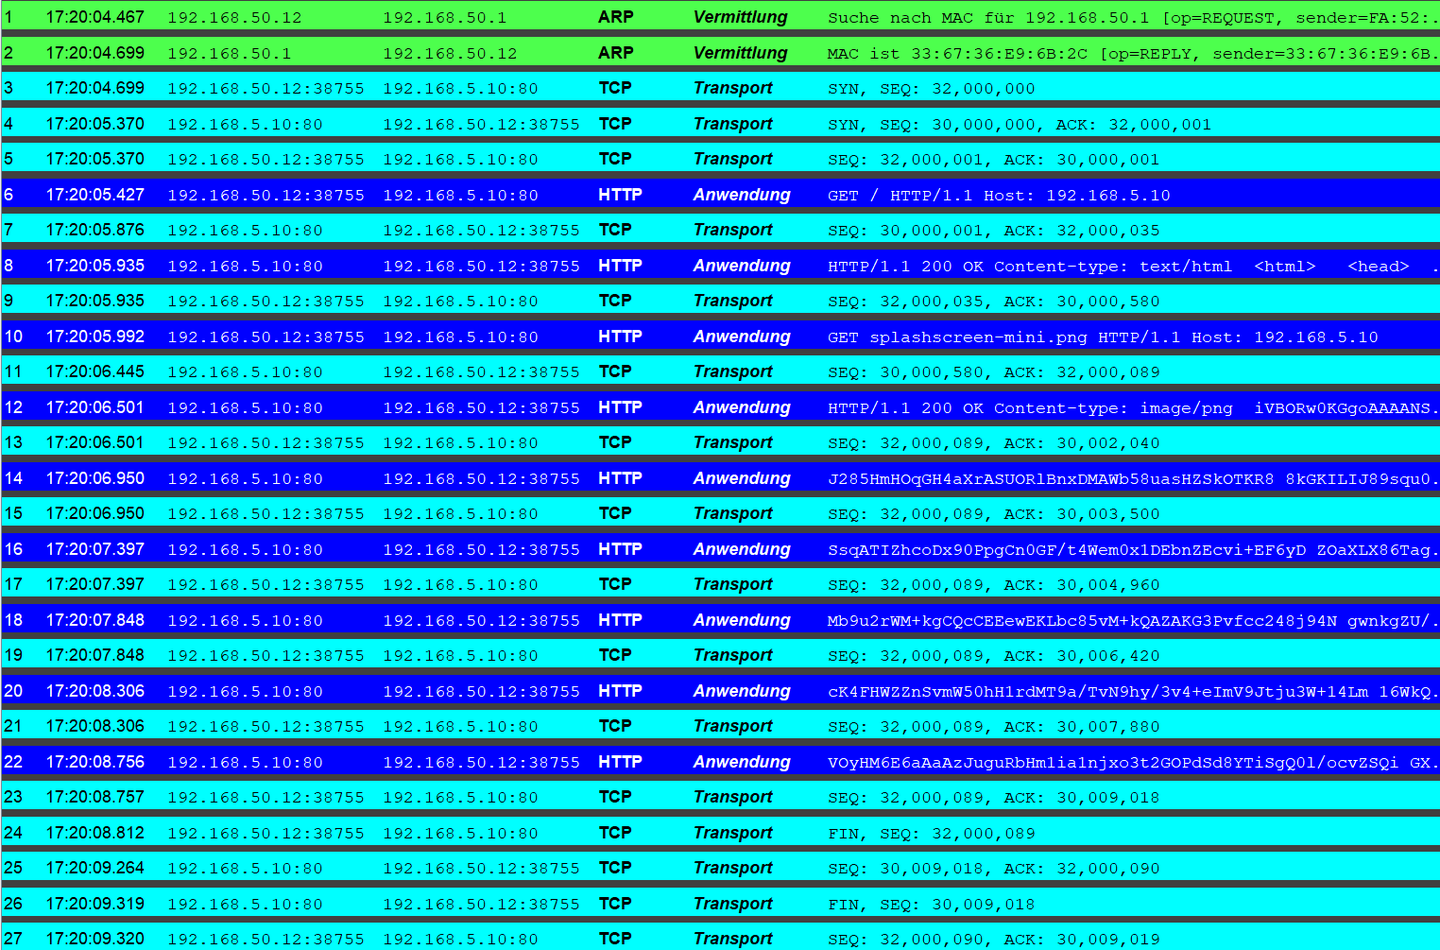 1 17:20:04.467 192.168.50.12 192.168.50.1 ARP Vermittlung Suche nach MAC für 192.168.50.1 [op=REQUEST, sender=FA:52:.
2 17:20:04.699 192.168.50.1 192.168.50.12 ARP Vermittlung MAC ist 33:67:36:E9:6B:2C [op=REPLY, sender=33:67:36:E9:6B.
3 17:20:04.699 192.168.50.12:38755 192.168.5.10:80 TCP Transport SYN, SEQ: 32,000,000
4 17:20:05.370 192.168.5.10:80 192.168.50.12:38755 TCP Transport SYN, SEQ: 30,000,000, ACK: 32,000,001
5 17:20:05.370 192.168.50.12:38755 192.168.5.10:80 TCP Transport SEQ: 32,000,001, ACK: 30,000,001
6 17:20:05.427 192.168.50.12:38755 192.168.5.10:80 HTTP Anwendung GET / HTTP/1.1 Host: 192.168.5.10
7 17:20:05.876 192.168.5.10:80 192.168.50.12:38755 TCP Transport SEQ: 30,000,001, ACK: 32,000,035
8 17:20:05.935 192.168.5.10:80 192.168.50.12:38755 HTTP Anwendung HTTP/1.1 200 OK Content-type: text/html <html> <head> .
9 17:20:05.935 192.168.50.12:38755 192.168.5.10:80 TCP Transport SEQ: 32,000,035, ACK: 30,000,580
10 17:20:05.992 192.168.50.12:38755 192.168.5.10:80 HTTP Anwendung GET splashscreen-mini.png HTTP/1.1 Host: 192.168.5.10
11 17:20:06.445 192.168.5.10:80 192.168.50.12:38755 TCP Transport SEQ: 30,000,580, ACK: 32,000,089
12 17:20:06.501 192.168.5.10:80 192.168.50.12:38755 HTTP Anwendung HTTP/1.1 200 OK Content-type: image/png iVBORw0KGgoAAAANS.
13 17:20:06.501 192.168.50.12:38755 192.168.5.10:80 TCP Transport SEQ: 32,000,089, ACK: 30,002,040
14 17:20:06.950 192.168.5.10:80 192.168.50.12:38755 HTTP Anwendung J285HmHOqGH4aXrASUORlBnxDMAWb58uasHZSkOTKR8 8kGKILIJ89squ0.
15 17:20:06.950 192.168.50.12:38755 192.168.5.10:80 TCP Transport SEQ: 32,000,089, ACK: 30,003,500
16 17:20:07.397 192.168.5.10:80 192.168.50.12:38755 HTTP Anwendung SsqATIZhcoDx90PpgCn0GF/t4Wem0x1DEbnZEcvi+EF6yD ZOaXLX86Tag.
17 17:20:07.397 192.168.50.12:38755 192.168.5.10:80 TCP Transport SEQ: 32,000,089, ACK: 30,004,960
18 17:20:07.848 192.168.5.10:80 192.168.50.12:38755 HTTP Anwendung Mb9u2rWM+kgCQcCEEewEKLbc85vM+kQAZAKG3Pvfcc248j94N gwnkgZU/.
19 17:20:07.848 192.168.50.12:38755 192.168.5.10:80 TCP Transport SEQ: 32,000,089, ACK: 30,006,420
20 17:20:08.306 192.168.5.10:80 192.168.50.12:38755 HTTP Anwendung cK4FHWZZnSvmW50hH1rdMT9a/TvN9hy/3v4+eImV9Jtju3W+14Lm 16WkQ.
21 17:20:08.306 192.168.50.12:38755 192.168.5.10:80 TCP Transport SEQ: 32,000,089, ACK: 30,007,880
22 17:20:08.756 192.168.5.10:80 192.168.50.12:38755 HTTP Anwendung VOyHM6E6aAaAzJuguRbHm1ia1njxo3t2GOPdSd8YTiSgQ0l/ocvZSQi GX.
23 17:20:08.757 192.168.50.12:38755 192.168.5.10:80 TCP Transport SEQ: 32,000,089, ACK: 30,009,018
24 17:20:08.812 192.168.50.12:38755 192.168.5.10:80 TCP Transport FIN, SEQ: 32,000,089
25 17:20:09.264 192.168.5.10:80 192.168.50.12:38755 TCP Transport SEQ: 30,009,018, ACK: 32,000,090
26 17:20:09.319 192.168.5.10:80 192.168.50.12:38755 TCP Transport FIN, SEQ: 30,009,018
27 17:20:09.320 192.168.50.12:38755 192.168.5.10:80 TCP Transport SEQ: 32,000,090, ACK: 30,009,019